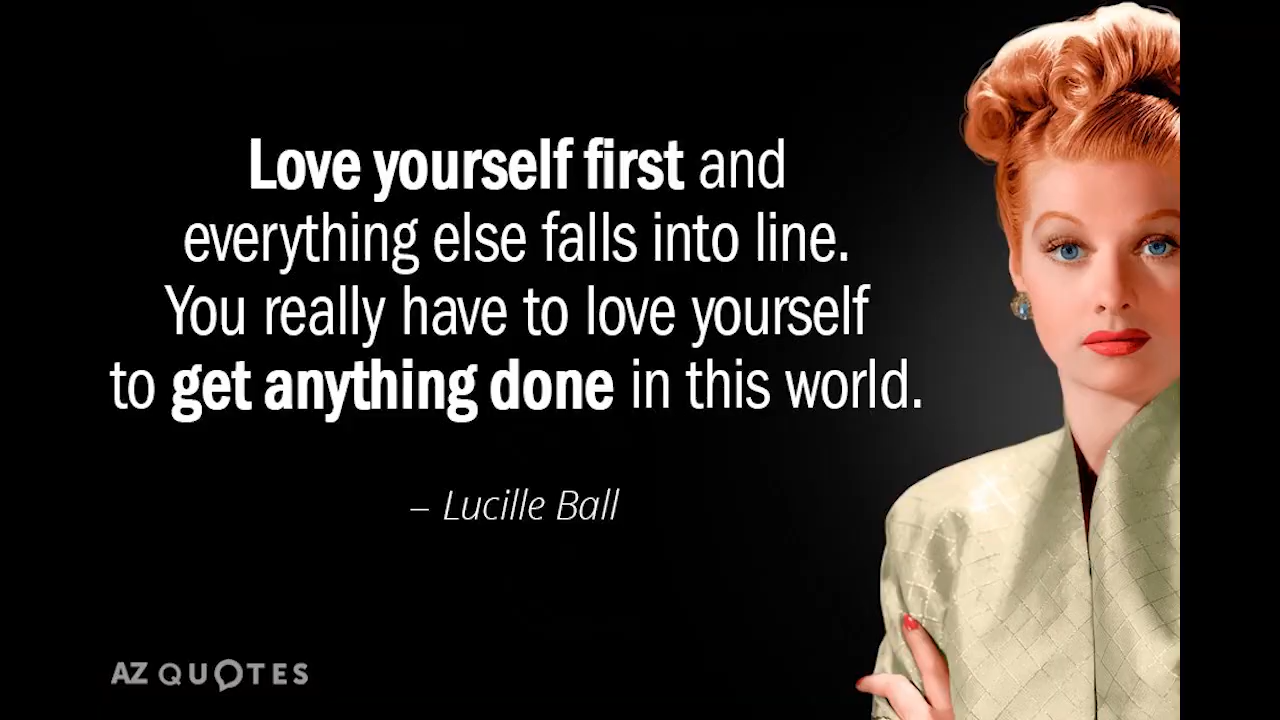 Love yourself first and
everything else falls into line.
You really have to love yourself
to get anything done in this world.
– Lucille Ball
AZ QUOTES